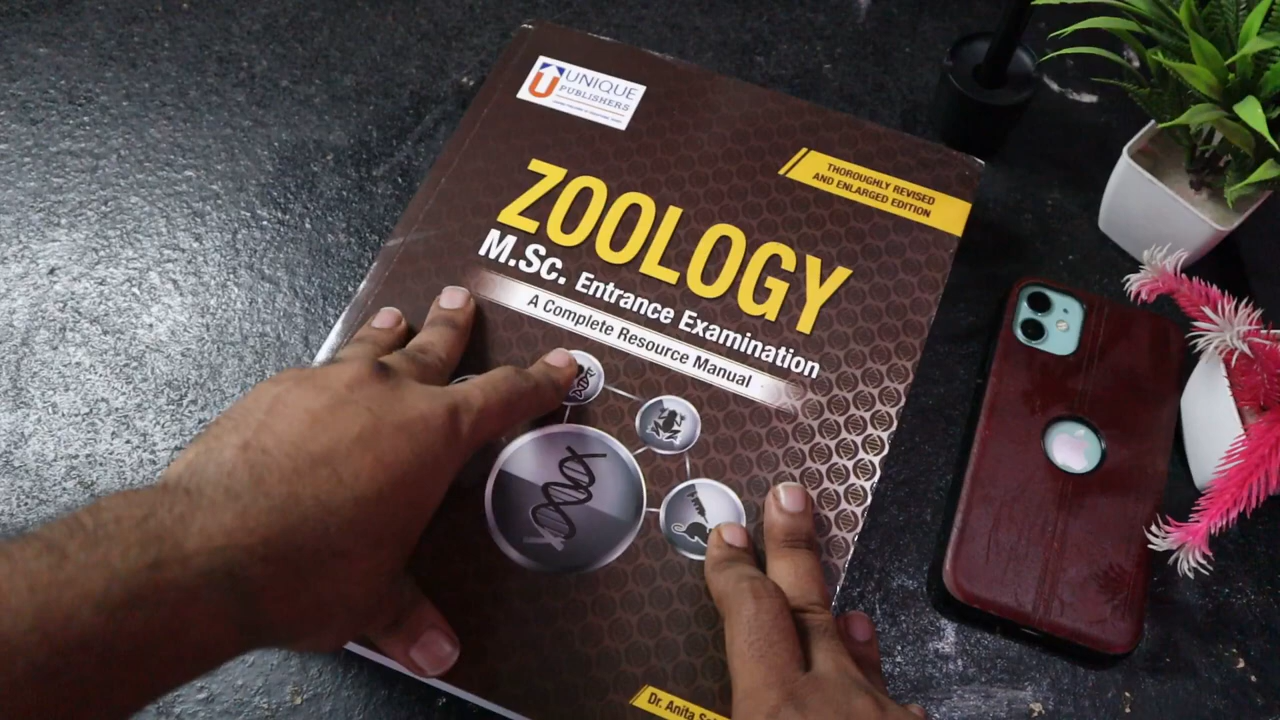 UNIQUE
PUBLISHERS
THOROUGHLY REVISED
AND ENLARGED EDITION
ZOOLOGY
M.Sc. Entrance Examination
A Complete Resource Manual
Dr. Anita